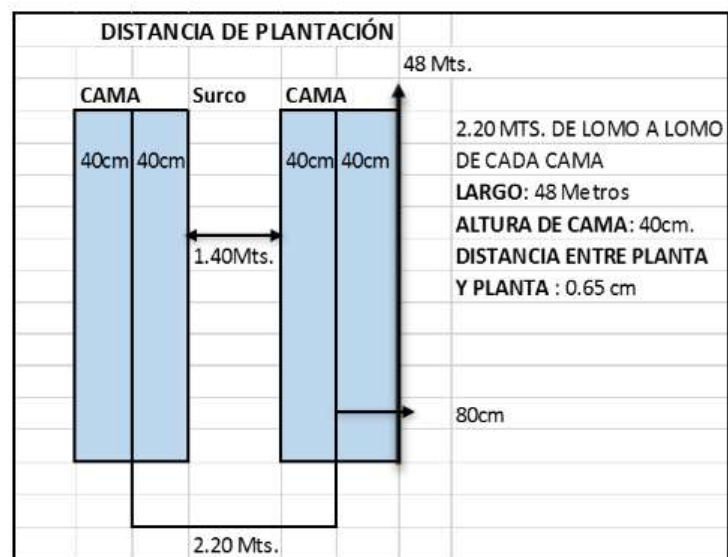 DISTANCIA DE PLANTACIÓN
48 Mts.
CAMA Surco CAMA
40cm 40cm 40cm 40cm
1.40Mts.
2.20 MTS. DE LOMO A LOMO
DE CADA CAMA
LARGO: 48 Metros
ALTURA DE CAMA: 40cm.
DISTANCIA ENTRE PLANTA
Y PLANTA : 0.65 cm
80cm
2.20 Mts.